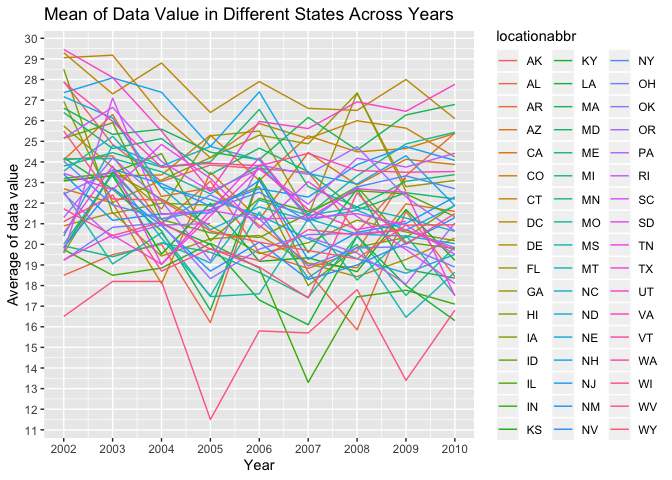 Mean of Data Value in Different States Across Years
Average of data value
30
29
28
27
26
25
24
23
22
21
20
19
18
17
16
15
14
13
12
11
2002 2003 2004 2005 2006 2007 2008 2009 2010
Year
locationabbr
AK KY NY
AL LA OH
AR MA OK
AZ MD OR
CA ME PA
CO MI RI
CT MN SC
DC MO SD
DE MS TN
FL MT TX
GA NC UT
HI ND VA
IA NE VT
ID NH WA
IL NJ WI
IN NM WV
KS NV WY